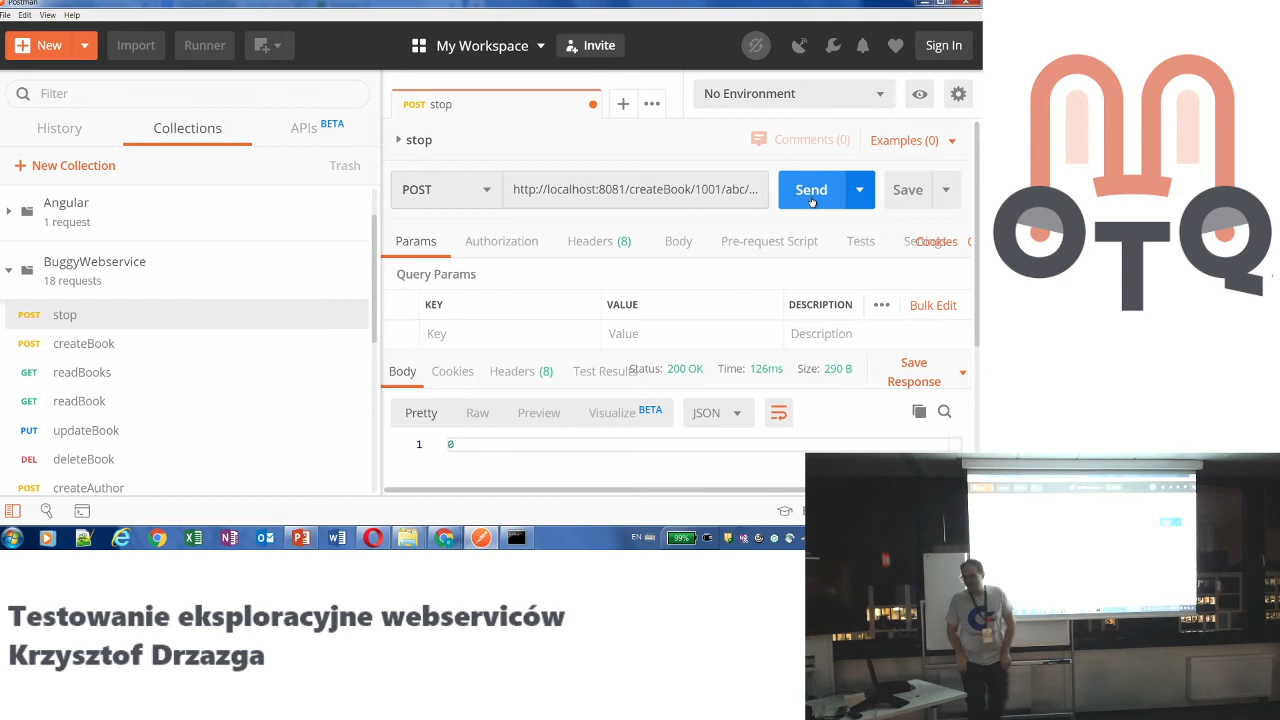 Postman
File Edit View Help
New Import Runner My Workspace Invite Sign In
Filter
History Collections APIs BETA
New Collection Trash
Angular
1 request
BuggyWebservice
18 requests
POST stop
POST createBook
GET readBooks
GET readBook
PUT updateBook
DEL deleteBook
POST createAuthor
POST stop
No Environment
stop Comments (0) Examples (0)
POST http://localhost:8081/createBook/1001/abc/... Send Save
Params Authorization Headers (8) Body Pre-request Script Tests Cookies
Query Params
KEY VALUE DESCRIPTION Bulk Edit
Key Value Description
Body Cookies Headers (8) Test Results Status: 200 OK Time: 126ms Size: 290 B Save Response
Pretty Raw Preview Visualize BETA JSON
1 0
EN 99%
OTQ
Testowanie eksploracyjne webserviców
Krzysztof Drzazga